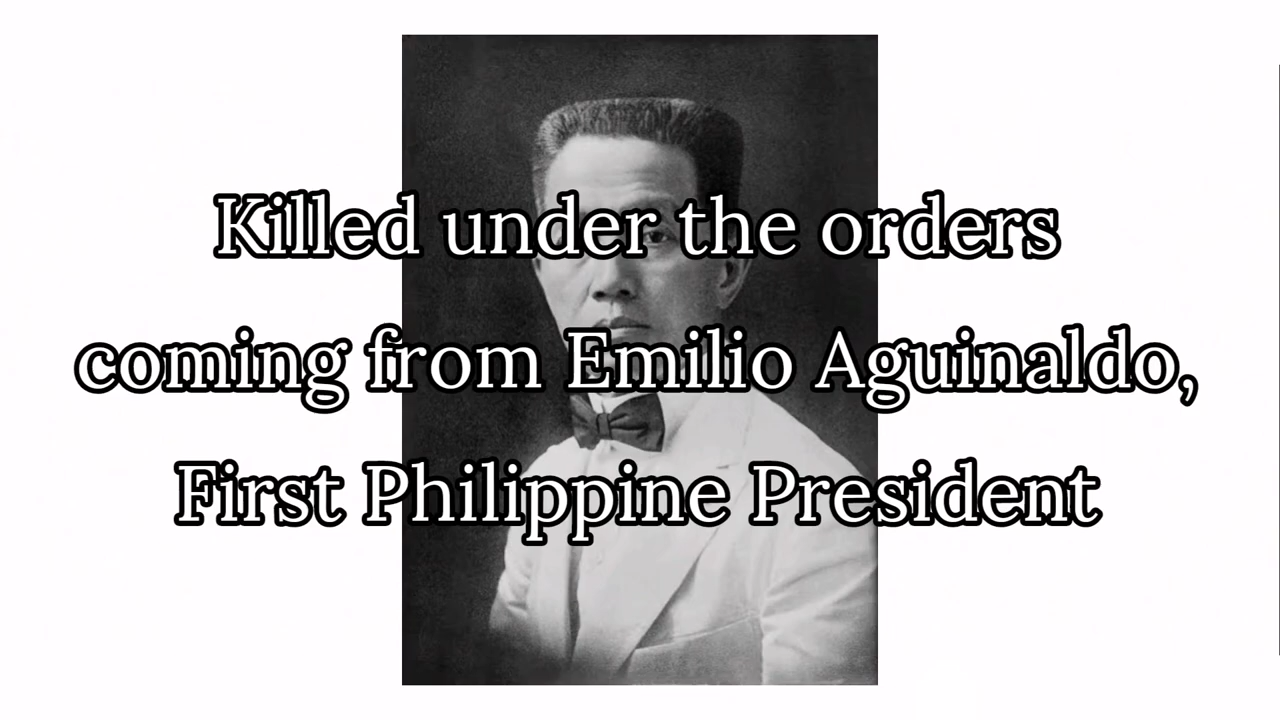 Killed under the orders
coming from Emilio Aguinaldo,
First Philippine President